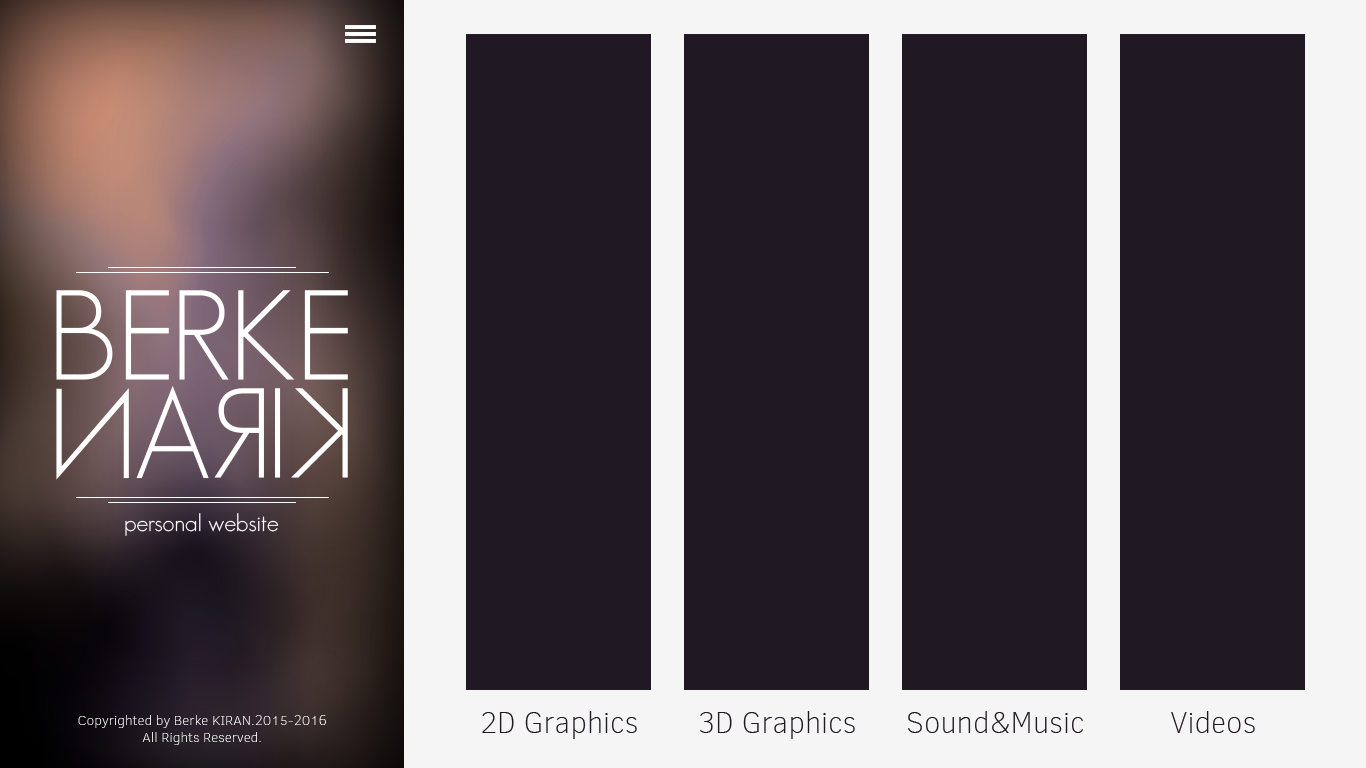 BERKE
KIRAN
personal website
Copyrighted by Berke KIRAN.2015-2016
All Rights Reserved.
2D Graphics
3D Graphics
Sound&Music
Videos